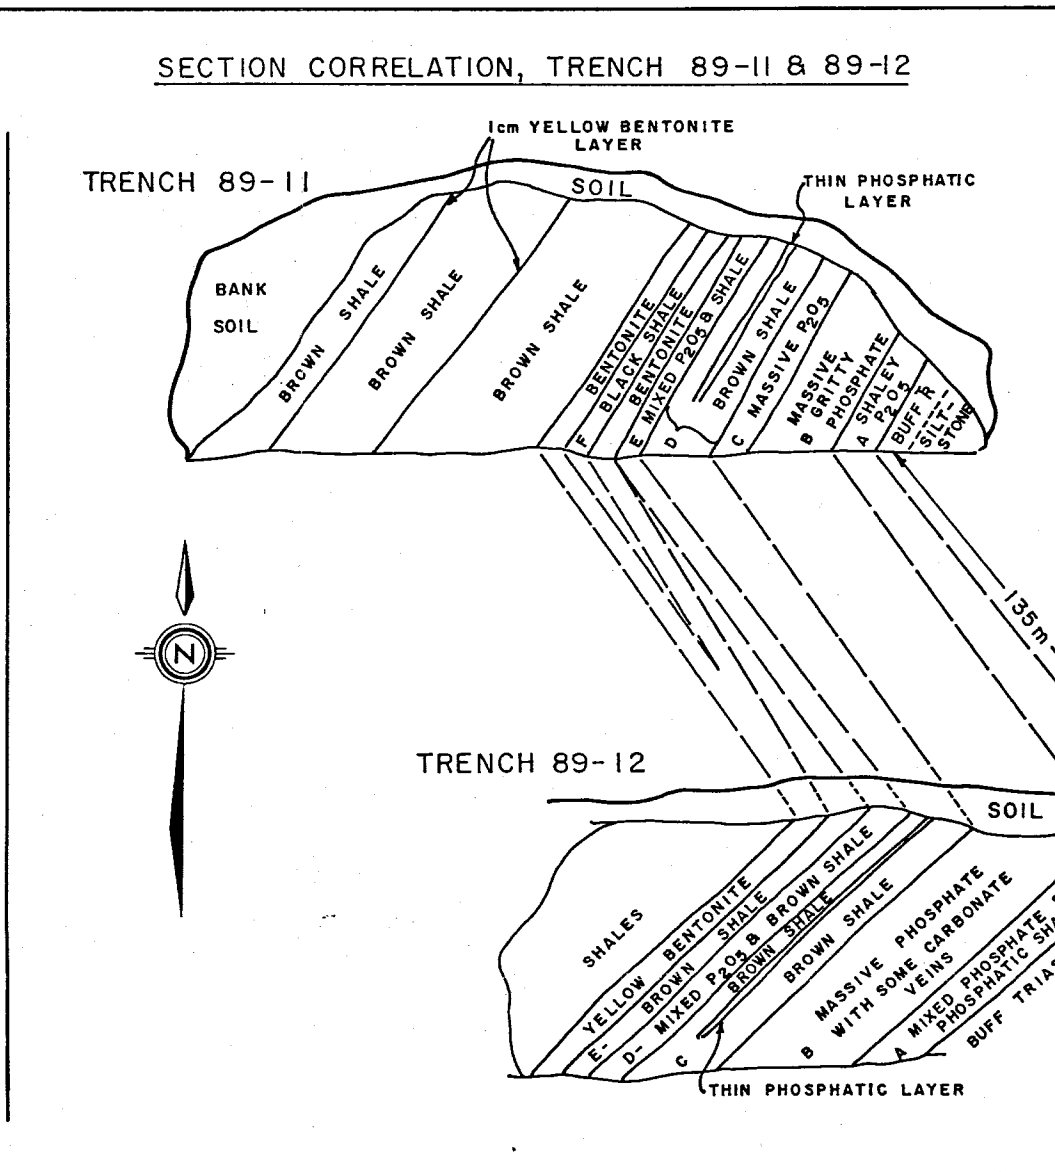 SECTION CORRELATION, TRENCH 89-11 & 89-12
1cm YELLOW BENTONITE
LAYER
TRENCH 89-11
SOIL
THIN PHOSPHATIC
LAYER
BANK
SOIL
BROWN SHALE
BROWN SHALE
BROWN SHALE
BENTONITE
F BLACK SHALE
BENTONITE
E MIXED P2O5 & SHALE
D
BROWN SHALE
C MASSIVE P2O5
B MASSIVE
GRITTY
PHOSPHATE
A SHALEY
P2O5
BUFF R
SILT-
STONE
135m
N
TRENCH 89-12
SOIL
SHALES
YELLOW BENTONITE
E- BROWN SHALE
D- MIXED P2O5 & BROWN SHALE
BROWN SHALE
C
BROWN SHALE
B MASSIVE PHOSPHATE
WITH SOME CARBONATE
VEINS
A MIXED PHOSPHATE
PHOSPHATIC SHA
BUFF TRIAS
THIN PHOSPHATIC LAYER